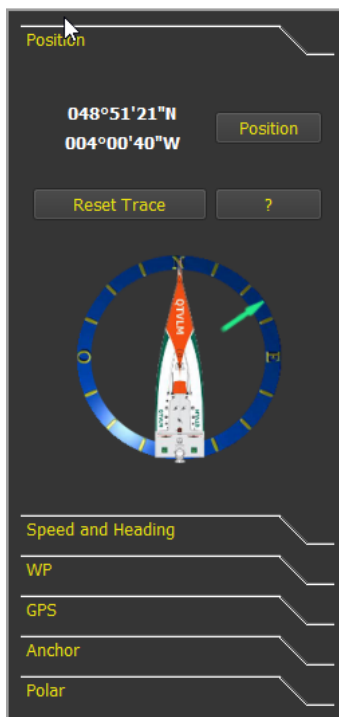 Position
048°51'21"N
004°00'40"W
Position
Reset Trace
?
QTVLM
E
O
Speed and Heading
WP
GPS
Anchor
Polar